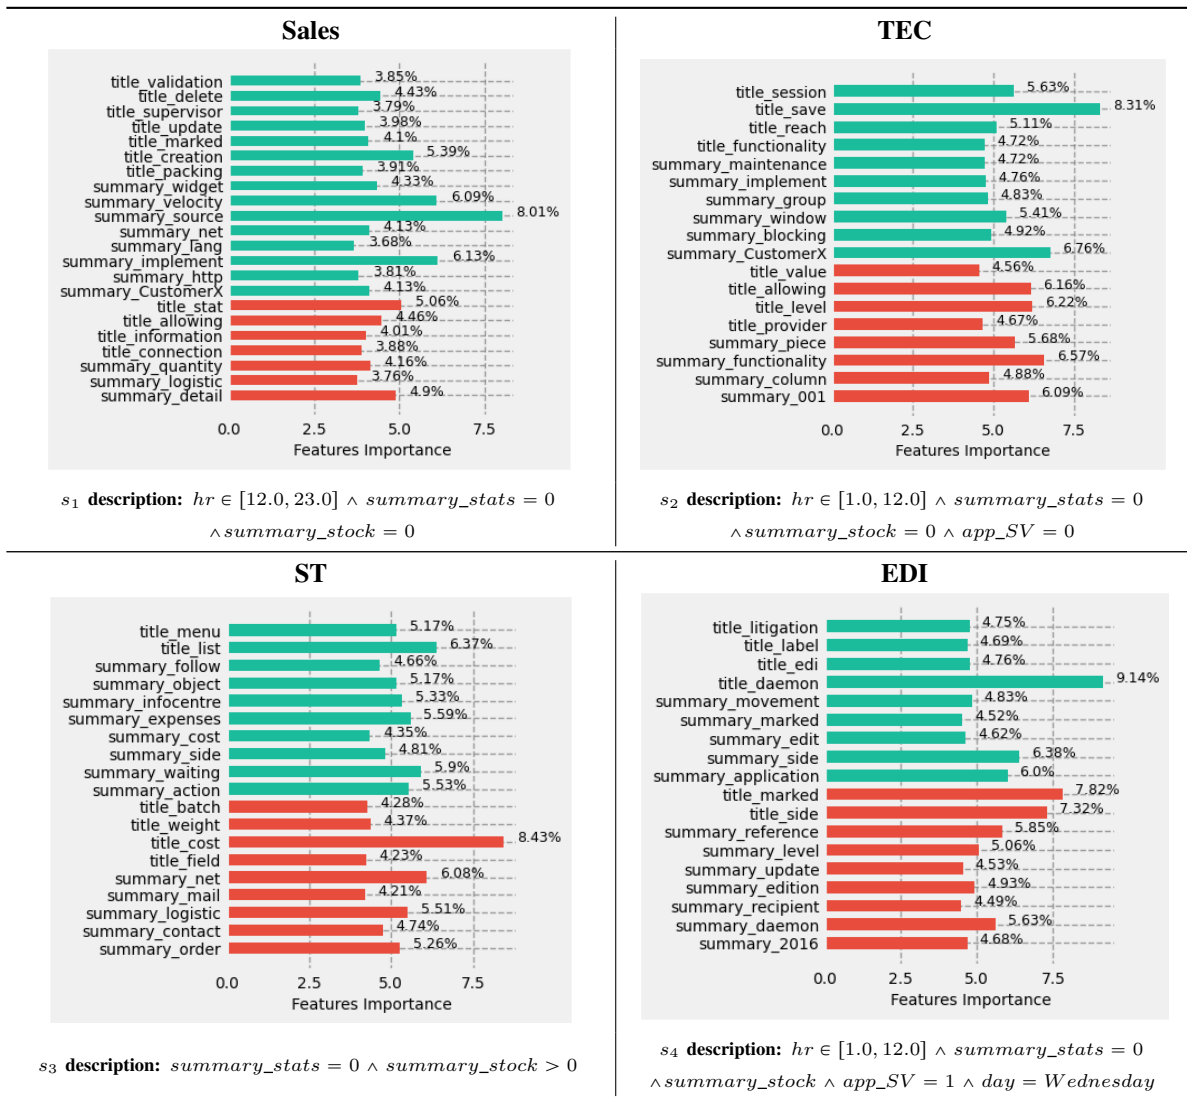 Sales
title_validation 3.85%
title_delete 4.43%
title_supervisor 3.79%
title_update 3.98%
title_marked 4.1%
title_creation 5.39%
title_packing 3.91%
summary_widget 4.33%
summary_velocity 6.09%
summary_source 8.01%
summary_net 4.13%
summary_lang 3.68%
summary_implement 6.13%
summary_http 3.81%
summary_CustomerX 4.13%
title_stat 5.06%
title_allowing 4.46%
title_information 4.01%
title_connection 3.88%
summary_quantity 4.16%
summary_logistic 3.76%
summary_detail 4.9%
0.0 2.5 5.0 7.5
Features Importance
s1 description: hr ∈ [12.0, 23.0] ∧ summary_stats = 0
∧ summary_stock = 0
TEC
title_session 5.63%
title_save 8.31%
title_reach 5.11%
title_functionality 4.72%
summary_maintenance 4.72%
summary_implement 4.76%
summary_group 4.83%
summary_window 5.41%
summary_blocking 4.92%
summary_CustomerX 6.76%
title_value 4.56%
title_allowing 6.16%
title_level 6.22%
title_provider 4.67%
summary_piece 5.68%
summary_functionality 6.57%
summary_column 4.88%
summary_001 6.09%
0.0 2.5 5.0 7.5
Features Importance
s2 description: hr ∈ [1.0, 12.0] ∧ summary_stats = 0
∧ summary_stock = 0 ∧ app_SV = 0
ST
title_menu 5.17%
title_list 6.37%
summary_follow 4.66%
summary_object 5.17%
summary_infocentre 5.33%
summary_expenses 5.59%
summary_cost 4.35%
summary_side 4.81%
summary_waiting 5.9%
summary_action 5.53%
title_batch 4.28%
title_weight 4.37%
title_cost 8.43%
title_field 4.23%
summary_net 6.08%
summary_mail 4.21%
summary_logistic 5.51%
summary_contact 4.74%
summary_order 5.26%
0.0 2.5 5.0 7.5
Features Importance
s3 description: summary_stats = 0 ∧ summary_stock > 0
EDI
title_litigation 4.75%
title_label 4.69%
title_edi 4.76%
title_daemon 9.14%
summary_movement 4.83%
summary_marked 4.52%
summary_edit 4.62%
summary_side 6.38%
summary_application 6.0%
title_marked 7.82%
title_side 7.32%
summary_reference 5.85%
summary_level 5.06%
summary_update 4.53%
summary_edition 4.93%
summary_recipient 4.49%
summary_daemon 5.63%
summary_2016 4.68%
0.0 2.5 5.0 7.5
Features Importance
s4 description: hr ∈ [1.0, 12.0] ∧ summary_stats = 0
∧ summary_stock ∧ app_SV = 1 ∧ day = Wednesday